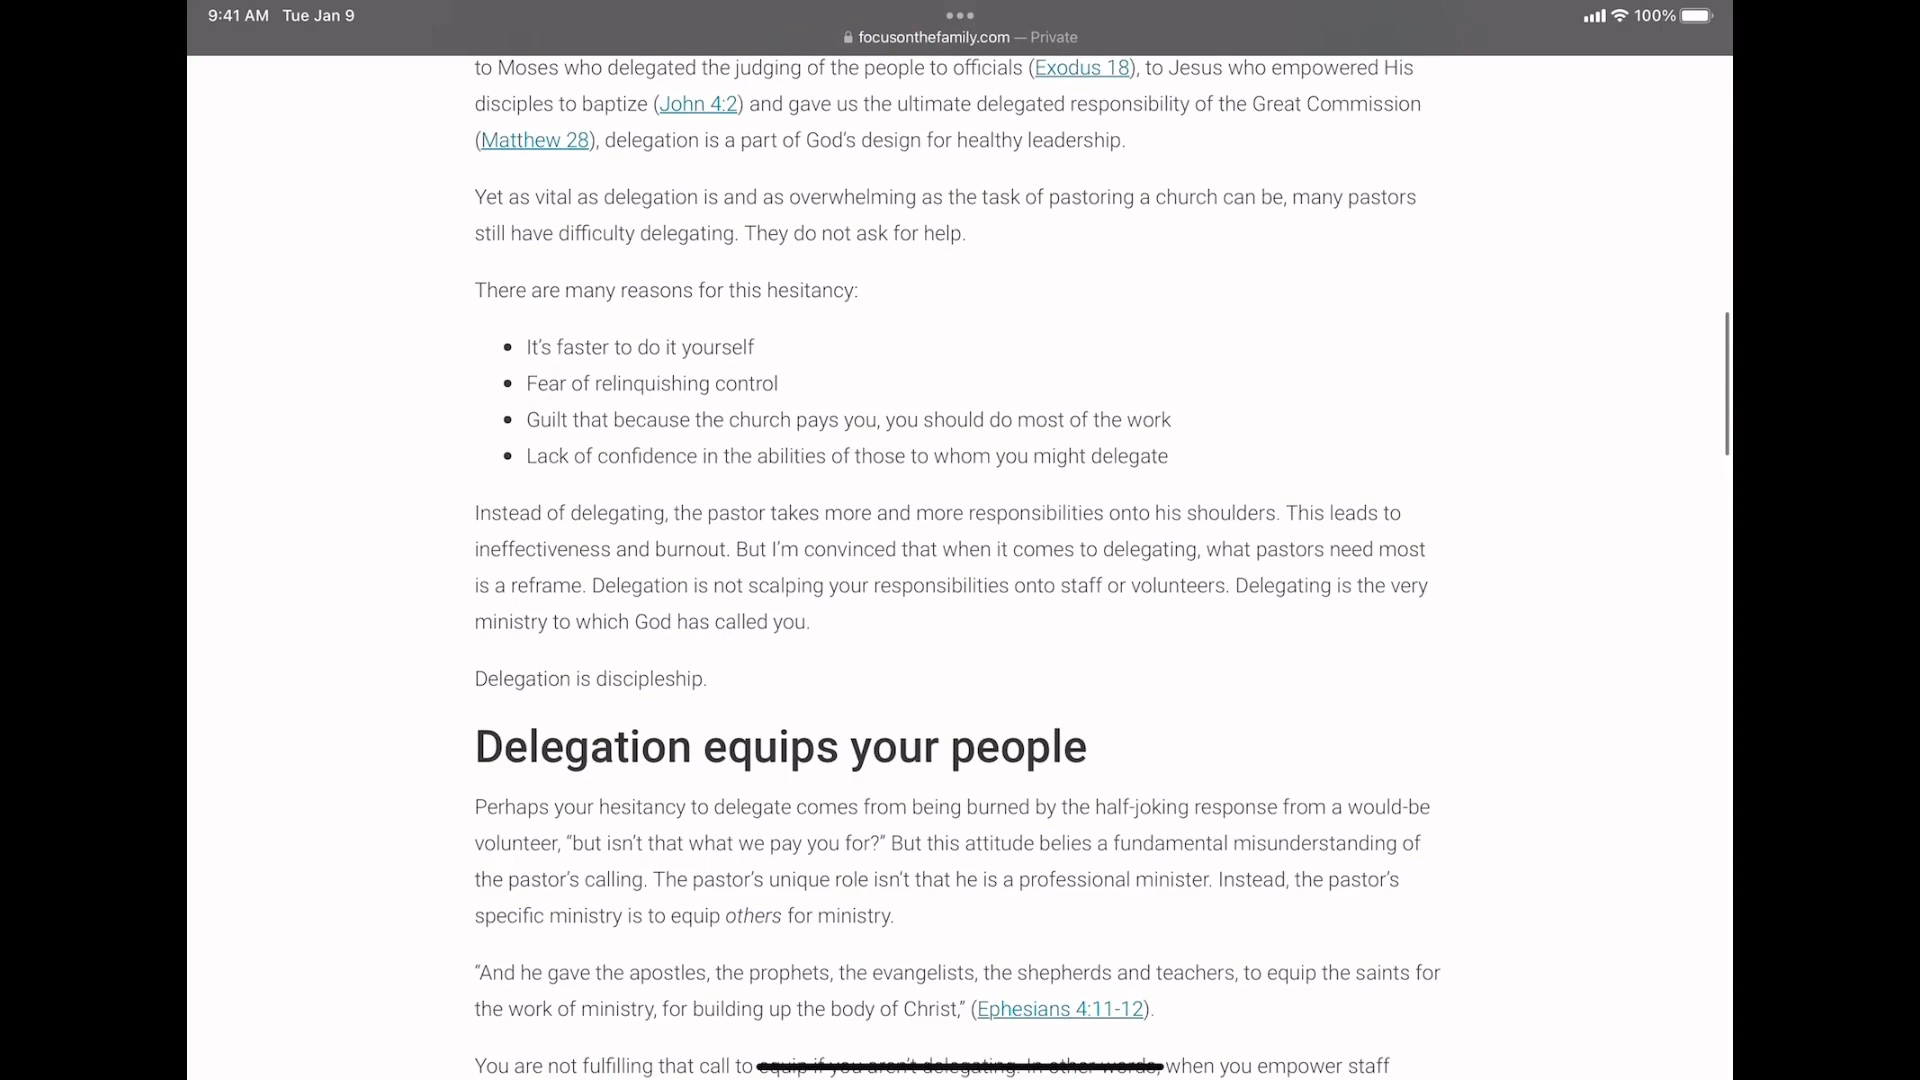 9:41 AM Tue Jan 9
100%
focusonthefamily.com — Private
to Moses who delegated the judging of the people to officials (Exodus 18), to Jesus who empowered His
disciples to baptize (John 4:2) and gave us the ultimate delegated responsibility of the Great Commission
(Matthew 28), delegation is a part of God’s design for healthy leadership.
Yet as vital as delegation is and as overwhelming as the task of pastoring a church can be, many pastors
still have difficulty delegating. They do not ask for help.
There are many reasons for this hesitancy:
• It’s faster to do it yourself
• Fear of relinquishing control
• Guilt that because the church pays you, you should do most of the work
• Lack of confidence in the abilities of those to whom you might delegate
Instead of delegating, the pastor takes more and more responsibilities onto his shoulders. This leads to
ineffectiveness and burnout. But I’m convinced that when it comes to delegating, what pastors need most
is a reframe. Delegation is not scalping your responsibilities onto staff or volunteers. Delegating is the very
ministry to which God has called you.
Delegation is discipleship.
Delegation equips your people
Perhaps your hesitancy to delegate comes from being burned by the half-joking response from a would-be
volunteer, “but isn’t that what we pay you for?” But this attitude belies a fundamental misunderstanding of
the pastor’s calling. The pastor’s unique role isn’t that he is a professional minister. Instead, the pastor’s
specific ministry is to equip others for ministry.
“And he gave the apostles, the prophets, the evangelists, the shepherds and teachers, to equip the saints for
the work of ministry, for building up the body of Christ,” (Ephesians 4:11-12).
You are not fulfilling that call to equip if you aren’t delegating. In other words, when you empower staff